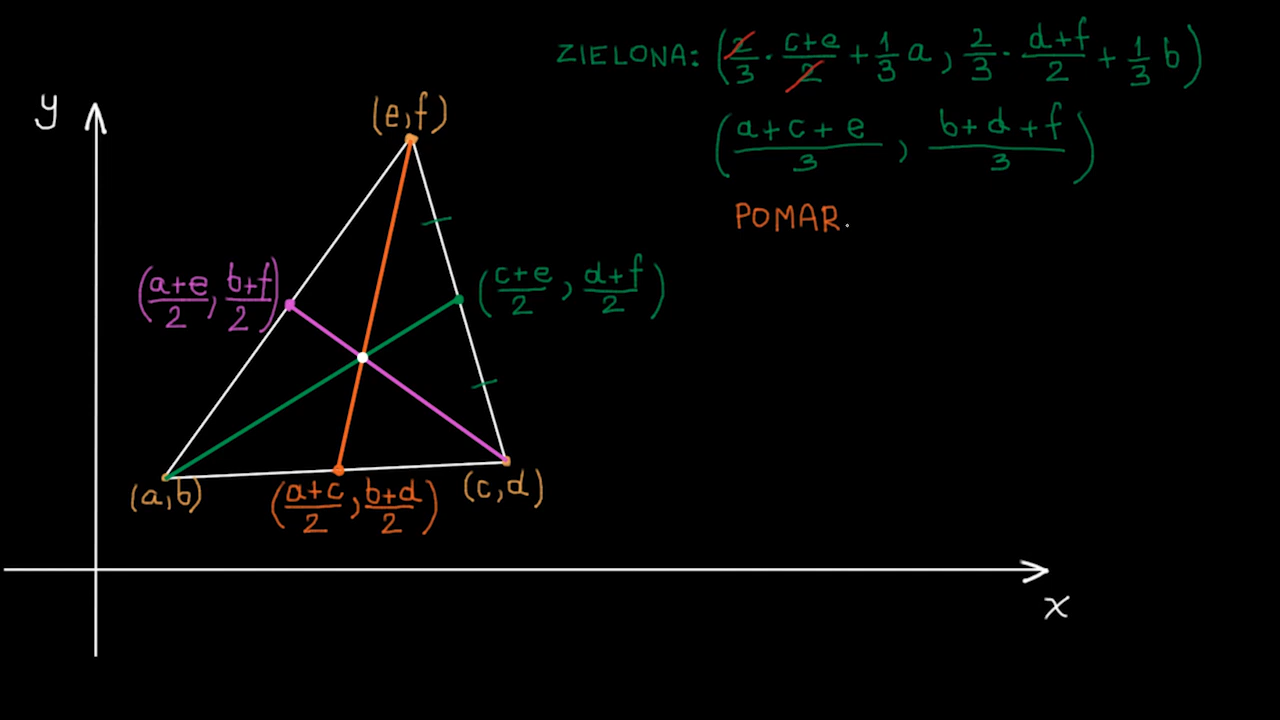 ZIELONA: (2/3 · c+e/2 + 1/3 a, 2/3 · d+f/2 + 1/3 b)
(a+c+e/3, b+d+f/3)
POMAR.
y
(e,f)
(a+e/2, b+f/2)
(c+e/2, d+f/2)
(a,b)
(a+c/2, b+d/2)
(c,d)
x